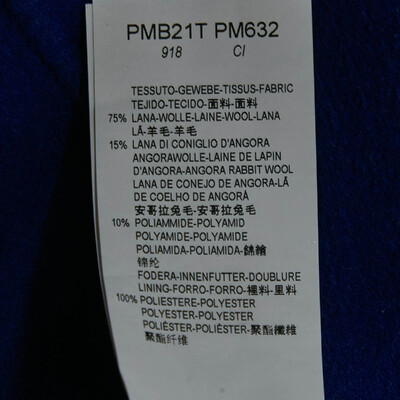 PMB21T PM632
918 CI
TESSUTO-GEWEBE-TISSUS-FABRIC
TEJIDO-TECIDO-面料-面料
75% LANA-WOLLE-LAINE-WOOL-LANA
LÃ-羊毛-羊毛
15% LANA DI CONIGLIO D'ANGORA
ANGORAWOLLE-LAINE DE LAPIN
D'ANGORA-ANGORA RABBIT WOOL
LANA DE CONEJO DE ANGORA-LÃ
DE COELHO DE ANGORA
安哥拉兔毛-安哥拉兔毛
10% POLIAMMIDE-POLYAMID
POLYAMIDE-POLYAMIDE
POLIAMIDA-POLIAMIDA-錦繪
锦纶
FODERA-INNENFUTTER-DOUBLURE
LINING-FORRO-FORRO-裡料-里料
100% POLIESTERE-POLYESTER
POLYESTER-POLYESTER
POLIÉSTER-POLIÉSTER-聚酯纖維
聚酯纤维